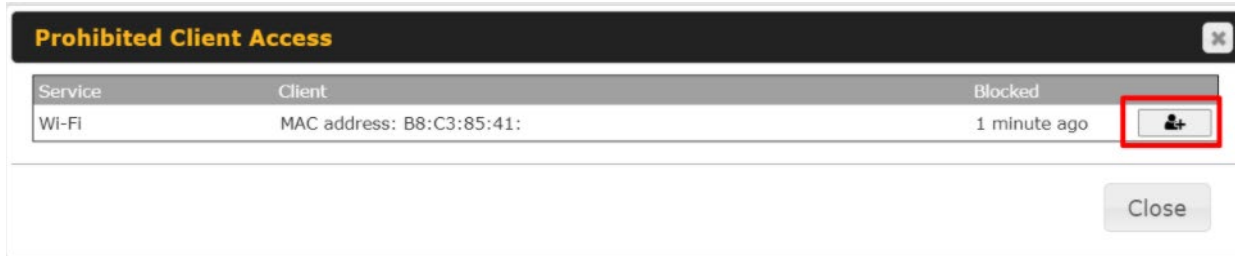 Prohibited Client Access
Service Client Blocked
Wi-Fi MAC address: B8:C3:85:41: 1 minute ago
Close